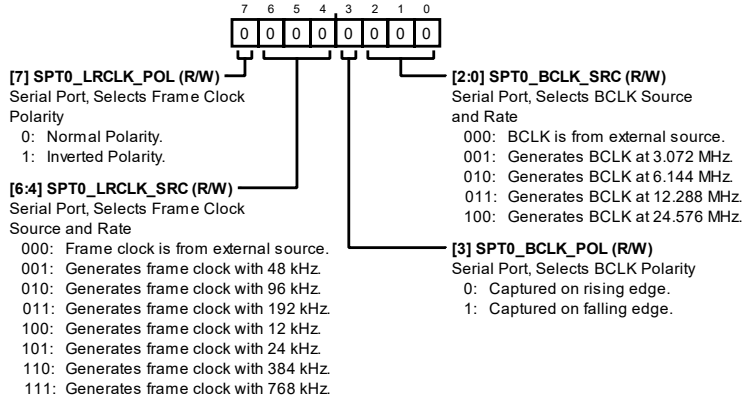 7 6 5 4 3 2 1 0
0 0 0 0 0 0 0 0
[7] SPT0_LRCLK_POL (R/W)
Serial Port, Selects Frame Clock
Polarity
0: Normal Polarity.
1: Inverted Polarity.
[6:4] SPT0_LRCLK_SRC (R/W)
Serial Port, Selects Frame Clock
Source and Rate
000: Frame clock is from external source.
001: Generates frame clock with 48 kHz.
010: Generates frame clock with 96 kHz.
011: Generates frame clock with 192 kHz.
100: Generates frame clock with 12 kHz.
101: Generates frame clock with 24 kHz.
110: Generates frame clock with 384 kHz.
111: Generates frame clock with 768 kHz.
[2:0] SPT0_BCLK_SRC (R/W)
Serial Port, Selects BCLK Source
and Rate
000: BCLK is from external source.
001: Generates BCLK at 3.072 MHz.
010: Generates BCLK at 6.144 MHz.
011: Generates BCLK at 12.288 MHz.
100: Generates BCLK at 24.576 MHz.
[3] SPT0_BCLK_POL (R/W)
Serial Port, Selects BCLK Polarity
0: Captured on rising edge.
1: Captured on falling edge.